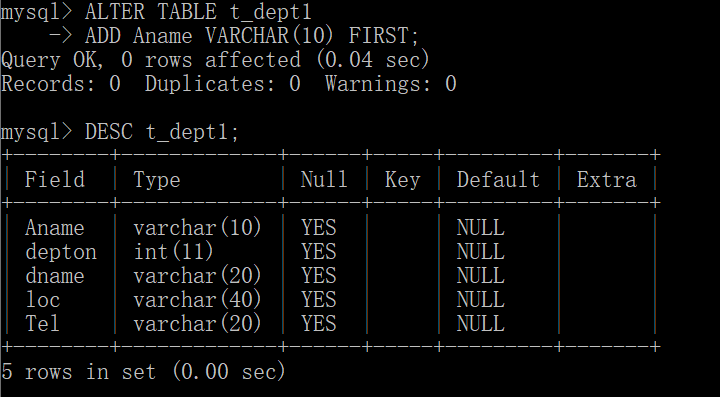 mysql> ALTER TABLE t_dept1
    -> ADD Aname VARCHAR(10) FIRST;
Query OK, 0 rows affected (0.04 sec)
Records: 0  Duplicates: 0  Warnings: 0

mysql> DESC t_dept1;
+--------+-------------+------+-----+---------+-------+
| Field  | Type        | Null | Key | Default | Extra |
+--------+-------------+------+-----+---------+-------+
| Aname  | varchar(10) | YES  |     | NULL    |       |
| depton | int(11)     | YES  |     | NULL    |       |
| dname  | varchar(20) | YES  |     | NULL    |       |
| loc    | varchar(40) | YES  |     | NULL    |       |
| Tel    | varchar(20) | YES  |     | NULL    |       |
+--------+-------------+------+-----+---------+-------+
5 rows in set (0.00 sec)